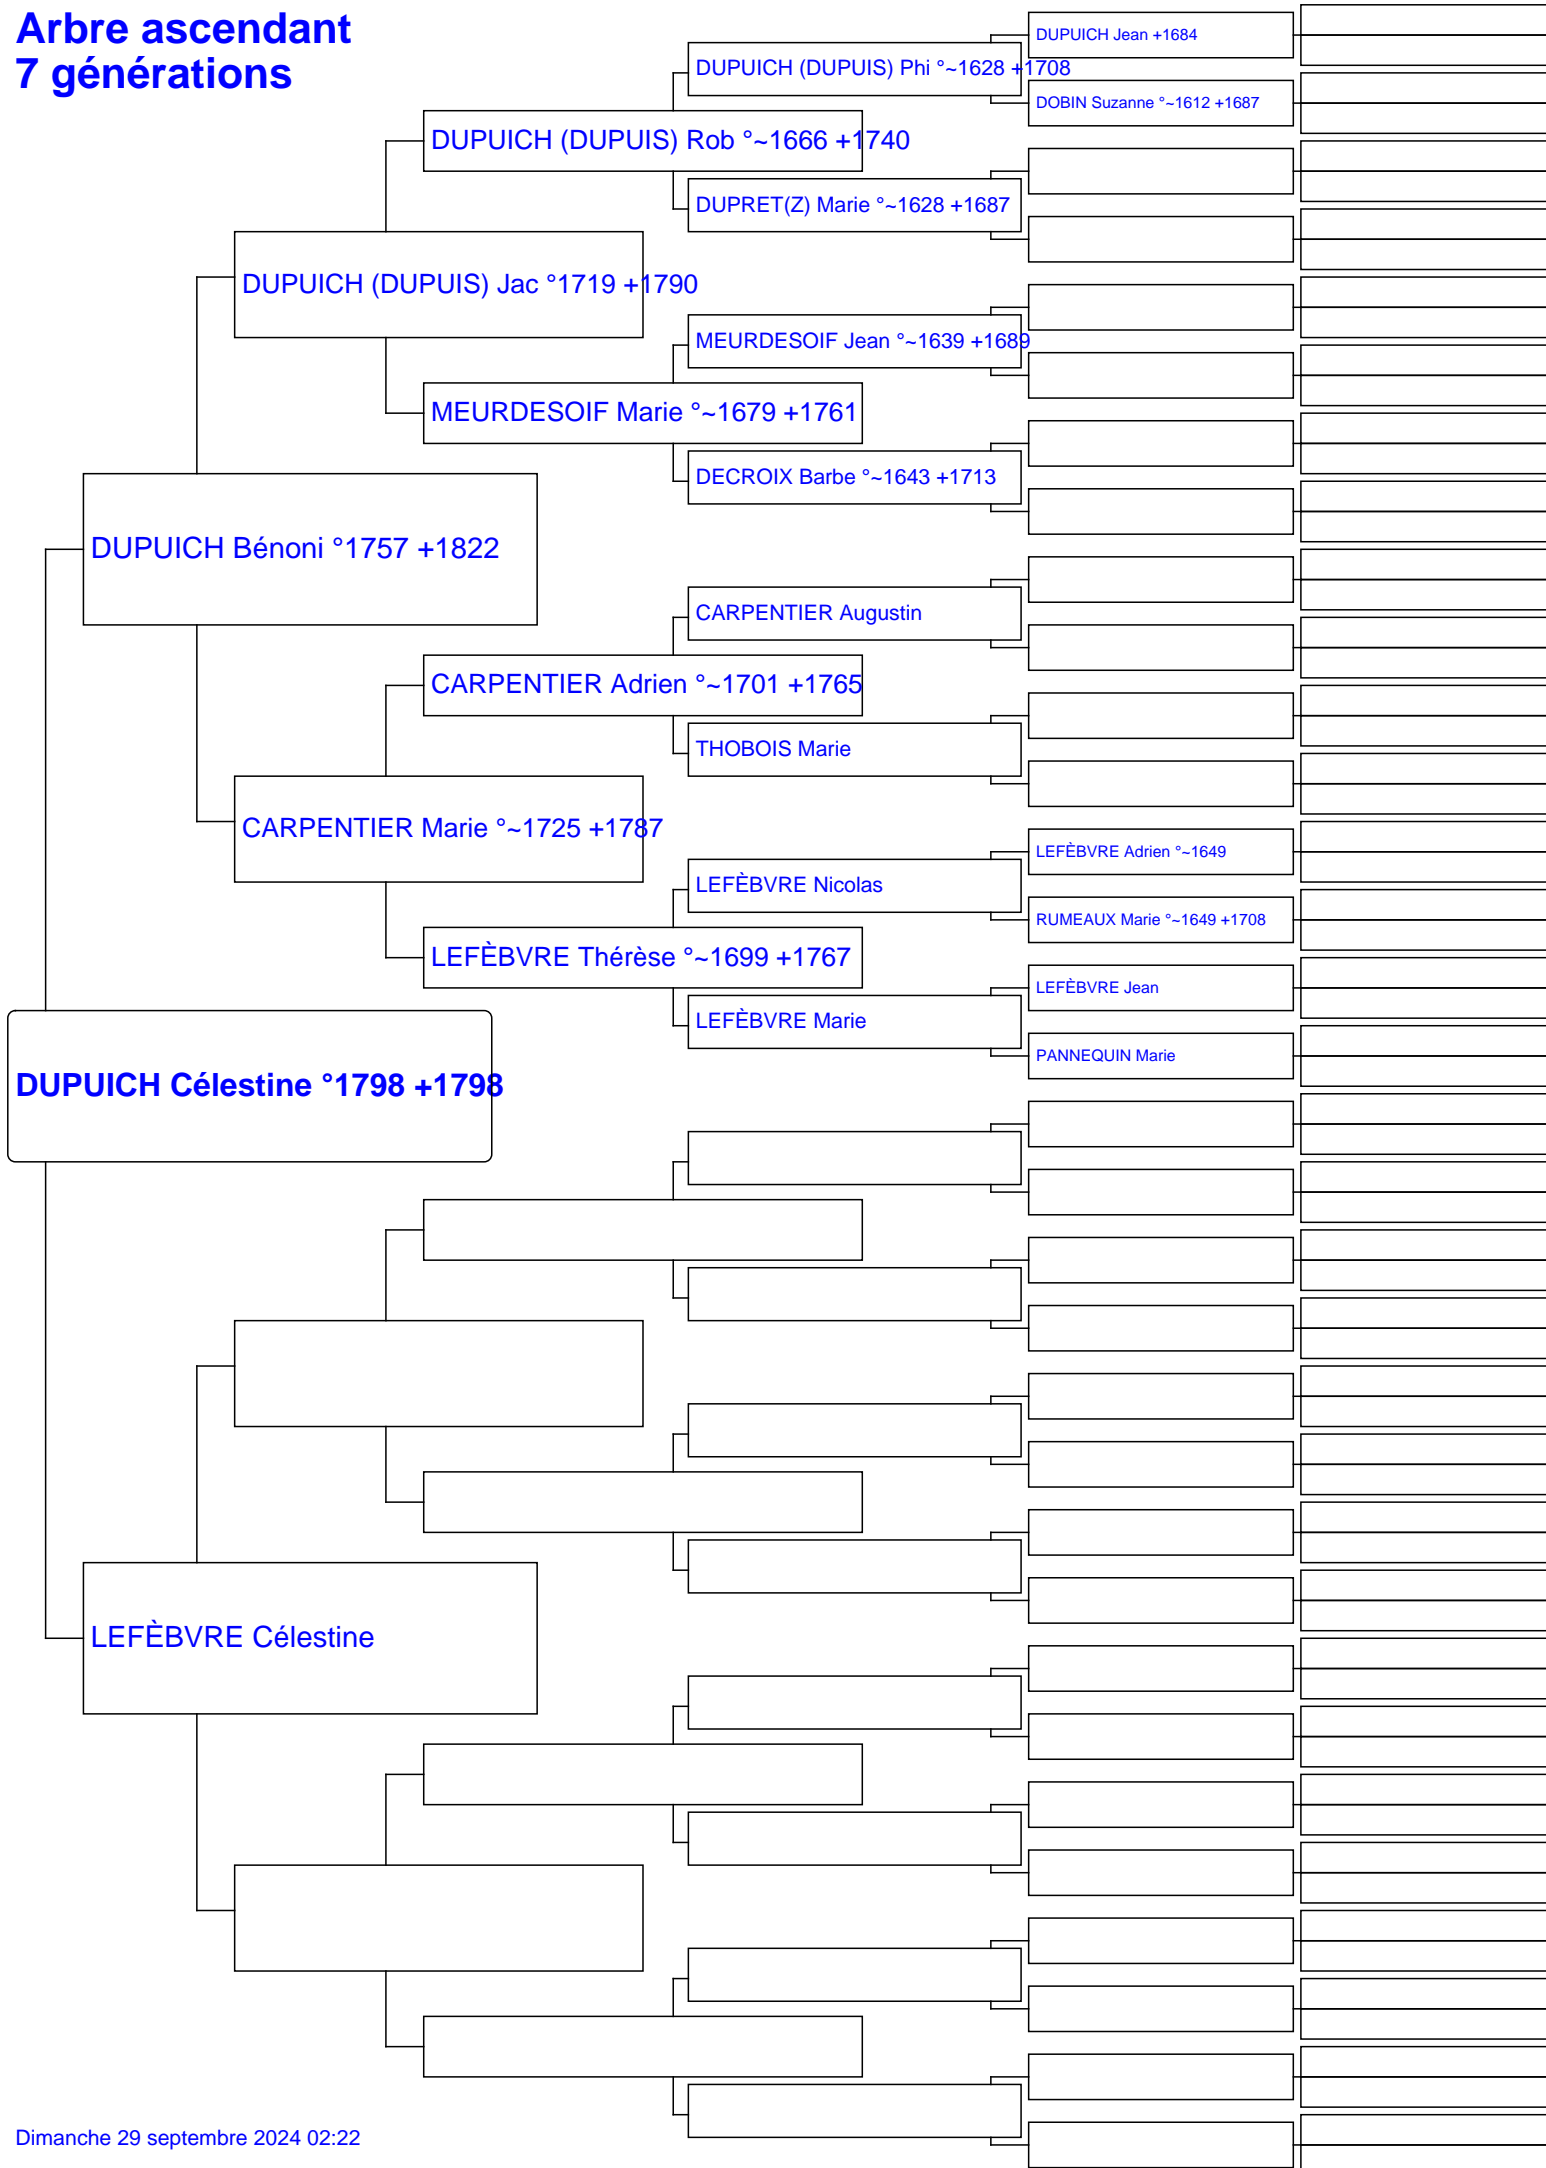 Arbre ascendant
7 générations
DUPUICH Jean +1684
DUPUICH (DUPUIS) Phi °~1628 +1708
DOBIN Suzanne °~1612 +1687
DUPUICH (DUPUIS) Rob °~1666 +1740
DUPRET(Z) Marie °~1628 +1687
DUPUICH (DUPUIS) Jac °1719 +1790
MEURDESOIF Jean °~1639 +1689
MEURDESOIF Marie °~1679 +1761
DECROIX Barbe °~1643 +1713
DUPUICH Bénoni °1757 +1822
CARPENTIER Augustin
CARPENTIER Adrien °~1701 +1765
THOBOIS Marie
CARPENTIER Marie °~1725 +1787
LEFÈBVRE Adrien °~1649
LEFÈBVRE Nicolas
RUMEAUX Marie °~1649 +1708
LEFÈBVRE Thérèse °~1699 +1767
LEFÈBVRE Jean
LEFÈBVRE Marie
PANNEQUIN Marie
DUPUICH Célestine °1798 +1798
LEFÈBVRE Célestine
Dimanche 29 septembre 2024 02:22